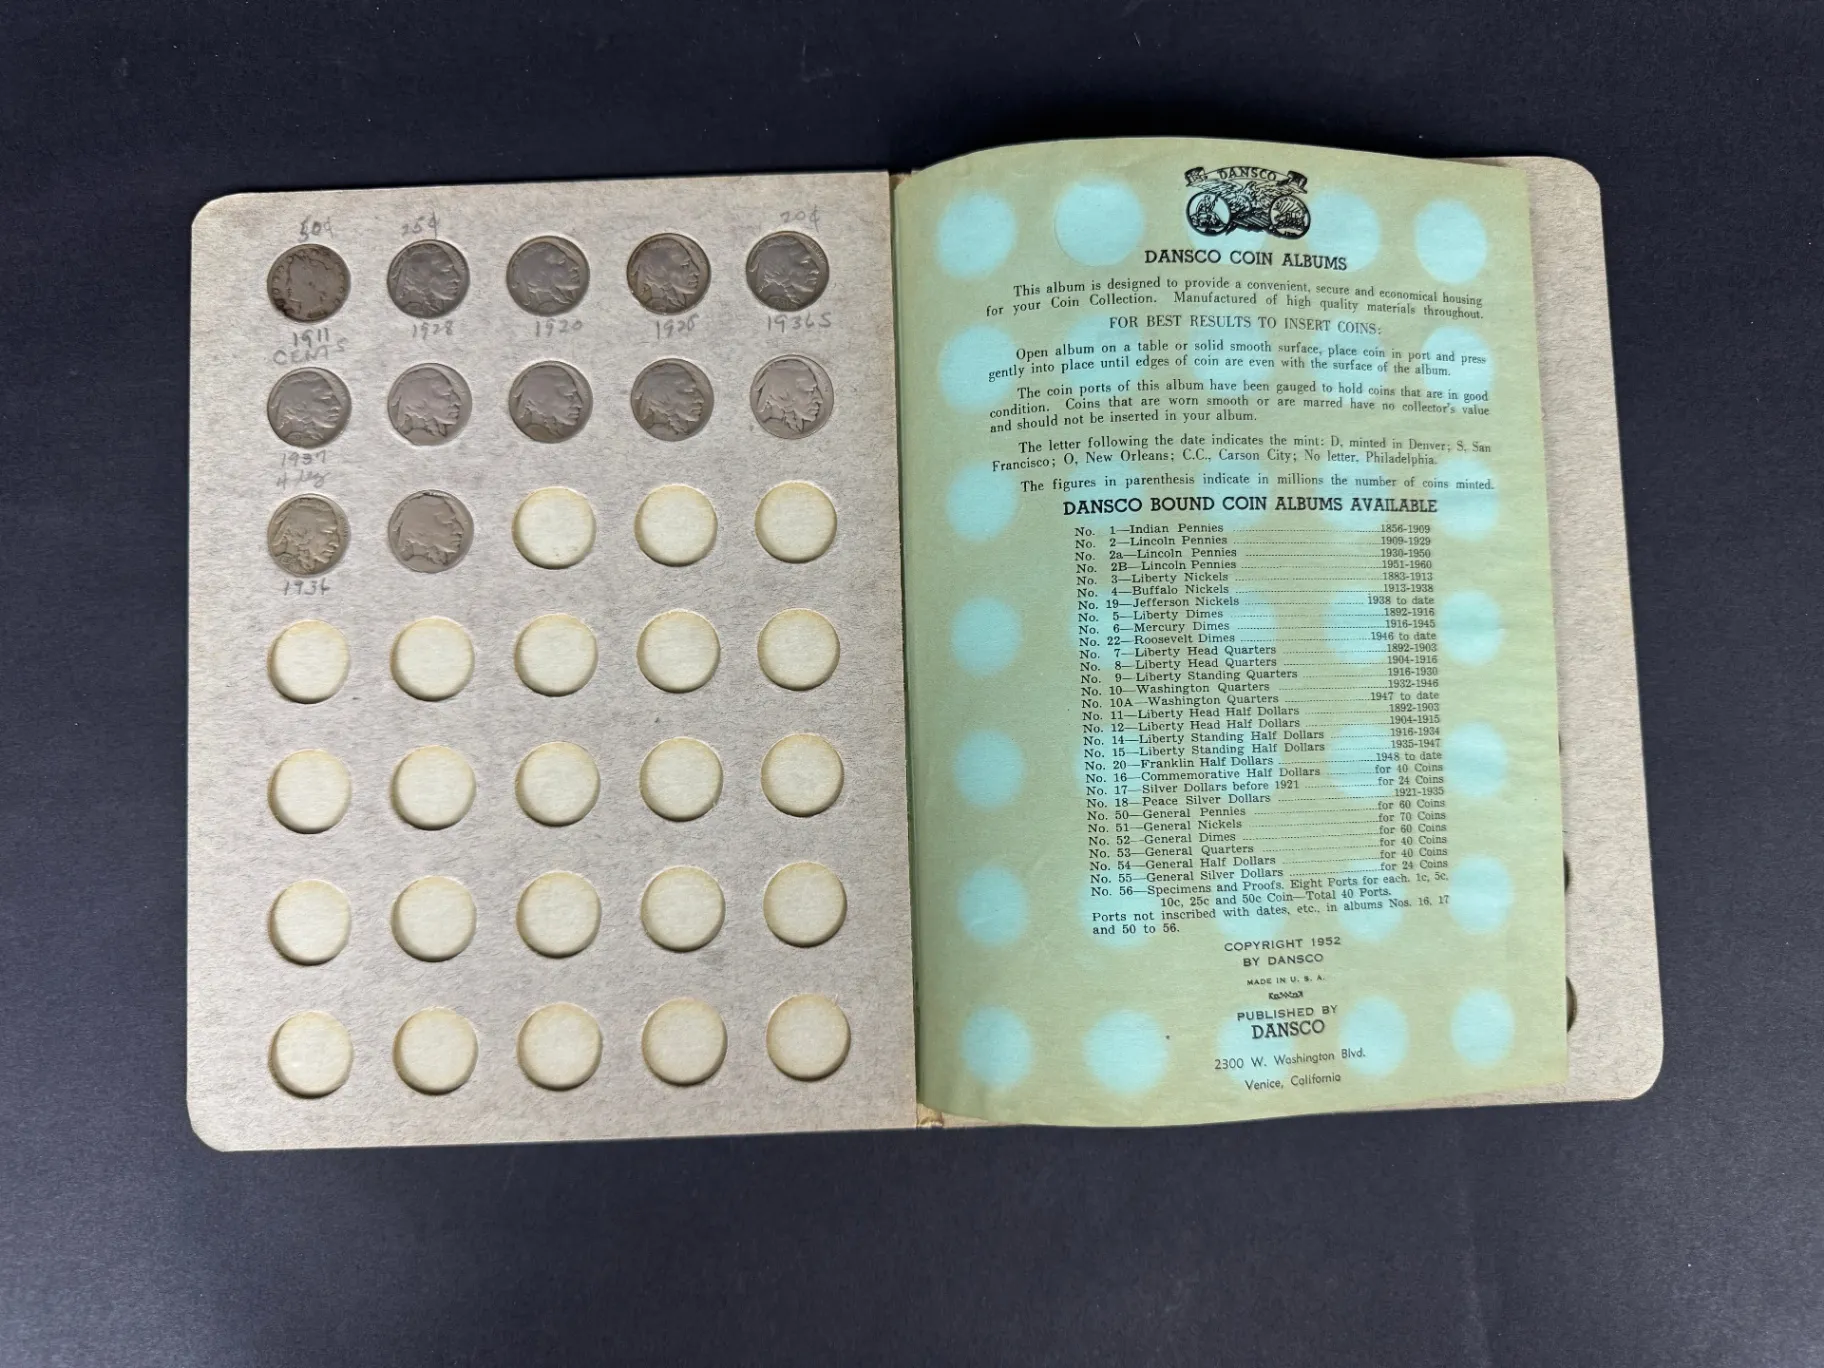 50¢ 25¢ 20¢
1911 1928 1920 1925 1936S
CENTS
1937
4 leg
1936
DANSCO
DANSCO COIN ALBUMS
This album is designed to provide a convenient, secure and economical housing
for your Coin Collection. Manufactured of high quality materials throughout.
FOR BEST RESULTS TO INSERT COINS:
Open album on a table or solid smooth surface, place coin in port and press
gently into place until edges of coin are even with the surface of the album.
The coin ports of this album have been gauged to hold coins that are in good
condition. Coins that are worn smooth or are marred have no collector's value
and should not be inserted in your album.
The letter following the date indicates the mint: D, minted in Denver; S, San
Francisco; O, New Orleans; C.C., Carson City; No letter, Philadelphia.
The figures in parenthesis indicate in millions the number of coins minted.
DANSCO BOUND COIN ALBUMS AVAILABLE
No. 1—Indian Pennies 1856-1909
No. 2—Lincoln Pennies 1909-1929
No. 2a—Lincoln Pennies 1930-1950
No. 2B—Lincoln Pennies 1951-1960
No. 3—Liberty Nickels 1883-1913
No. 4—Buffalo Nickels 1913-1938
No. 19—Jefferson Nickels 1938 to date
No. 5—Liberty Dimes 1892-1916
No. 6—Mercury Dimes 1916-1945
No. 22—Roosevelt Dimes 1946 to date
No. 7—Liberty Head Quarters 1892-1903
No. 8—Liberty Head Quarters 1904-1916
No. 9—Liberty Standing Quarters 1916-1930
No. 10—Washington Quarters 1932-1946
No. 10A—Washington Quarters 1947 to date
No. 11—Liberty Head Half Dollars 1892-1903
No. 12—Liberty Head Half Dollars 1904-1915
No. 14—Liberty Standing Half Dollars 1916-1934
No. 15—Liberty Standing Half Dollars 1935-1947
No. 20—Franklin Half Dollars 1948 to date
No. 16—Commemorative Half Dollars for 40 Coins
No. 17—Silver Dollars before 1921 for 24 Coins
No. 18—Peace Silver Dollars 1921-1935
No. 50—General Pennies for 60 Coins
No. 51—General Nickels for 70 Coins
No. 52—General Dimes for 60 Coins
No. 53—General Quarters for 40 Coins
No. 54—General Half Dollars for 40 Coins
No. 55—General Silver Dollars for 24 Coins
No. 56—Specimens and Proofs. Eight Ports for each. 1c, 5c,
10c, 25c and 50c Coin—Total 40 Ports.
Ports not inscribed with dates, etc., in albums Nos. 16, 17
and 50 to 56.
COPYRIGHT 1952
BY DANSCO
MADE IN U. S. A.
PUBLISHED BY
DANSCO
2300 W. Washington Blvd.
Venice, California